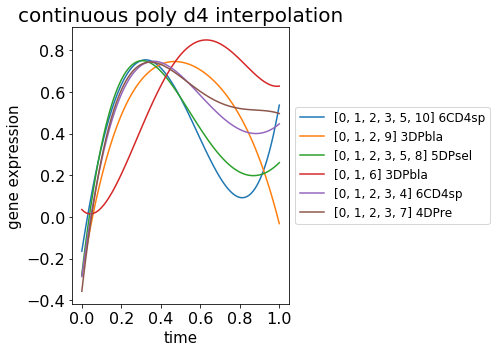 continuous poly d4 interpolation
gene expression
0.8
0.6
0.4
0.2
0.0
−0.2
−0.4
0.0 0.2 0.4 0.6 0.8 1.0
time
[0, 1, 2, 3, 5, 10] 6CD4sp
[0, 1, 2, 9] 3DPbla
[0, 1, 2, 3, 5, 8] 5DPsel
[0, 1, 6] 3DPbla
[0, 1, 2, 3, 4] 6CD4sp
[0, 1, 2, 3, 7] 4DPre